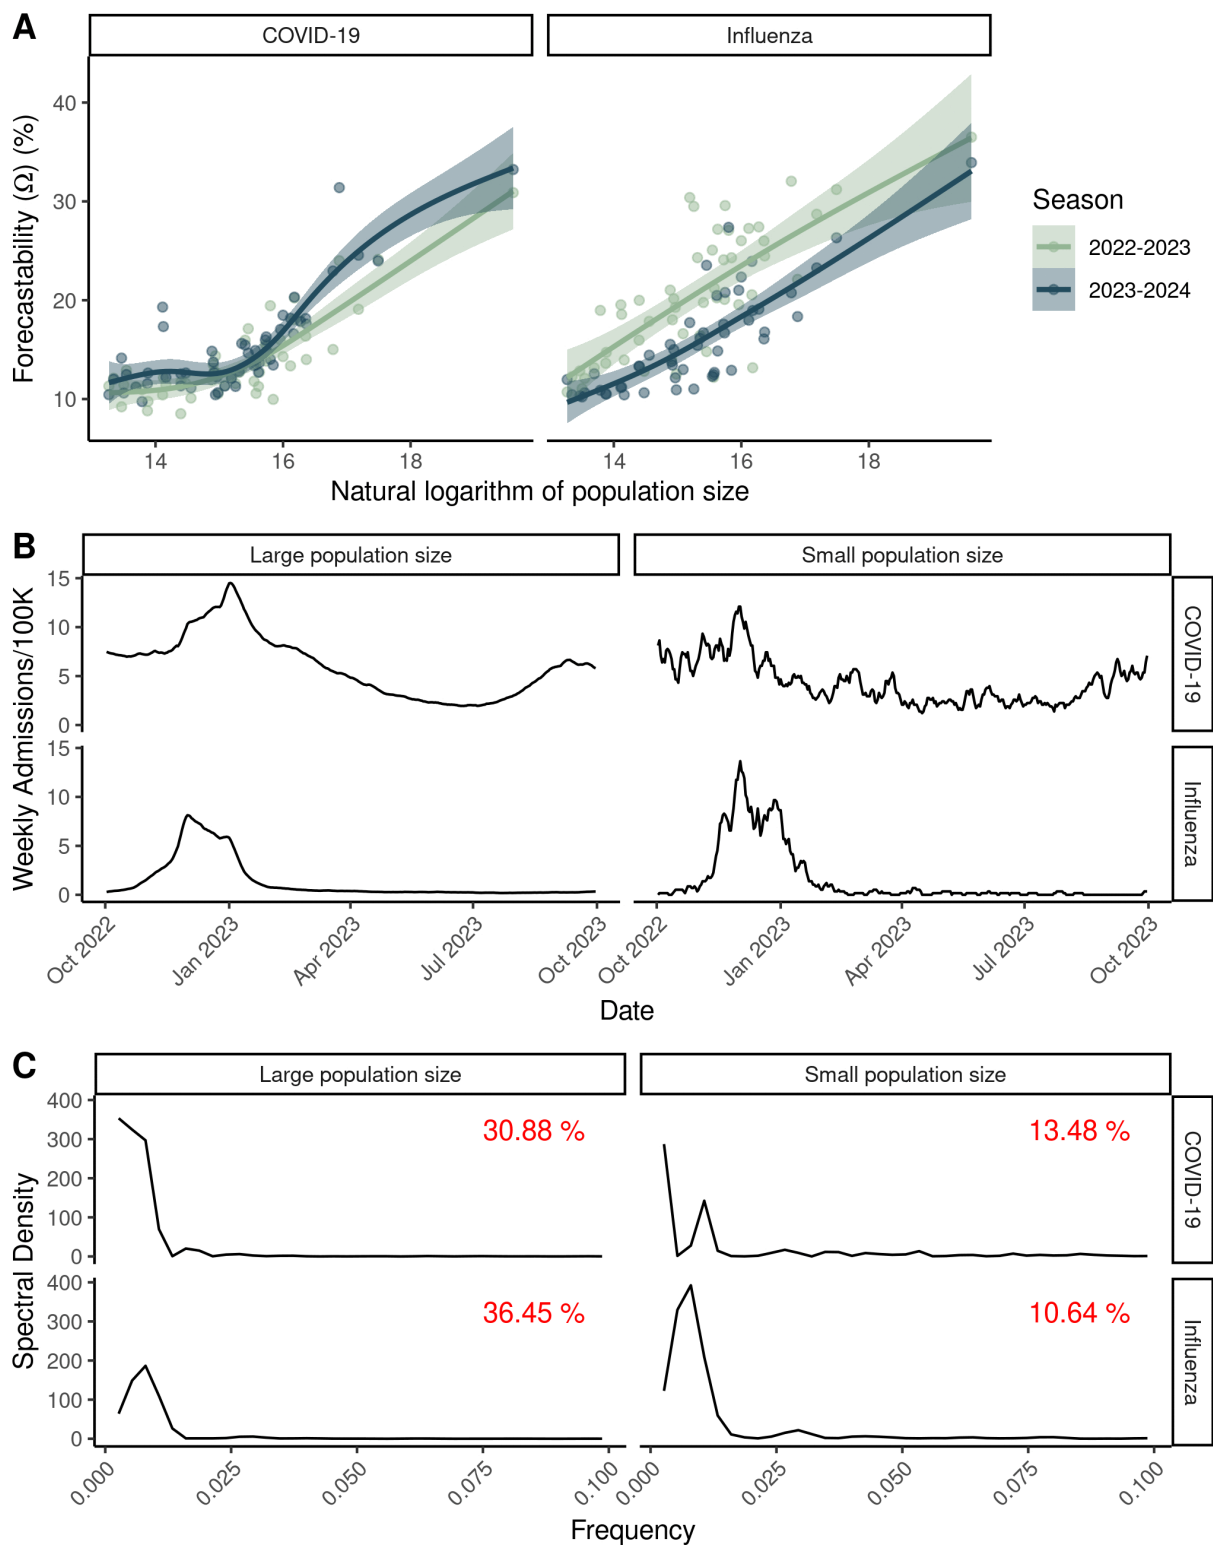 A
COVID-19
Influenza
Forecastability (Ω) (%)
40
30
20
10
14
16
18
14
16
18
Natural logarithm of population size
Season
2022-2023
2023-2024
B
Large population size
Small population size
Weekly Admissions/100K
15
10
5
0
COVID-19
15
10
5
0
Influenza
Oct 2022
Jan 2023
Apr 2023
Jul 2023
Oct 2023
Oct 2022
Jan 2023
Apr 2023
Jul 2023
Oct 2023
Date
C
Large population size
Small population size
Spectral Density
400
300
200
100
0
30.88 %
13.48 %
COVID-19
400
300
200
100
0
36.45 %
10.64 %
Influenza
0.000
0.025
0.050
0.075
0.100
0.000
0.025
0.050
0.075
0.100
Frequency